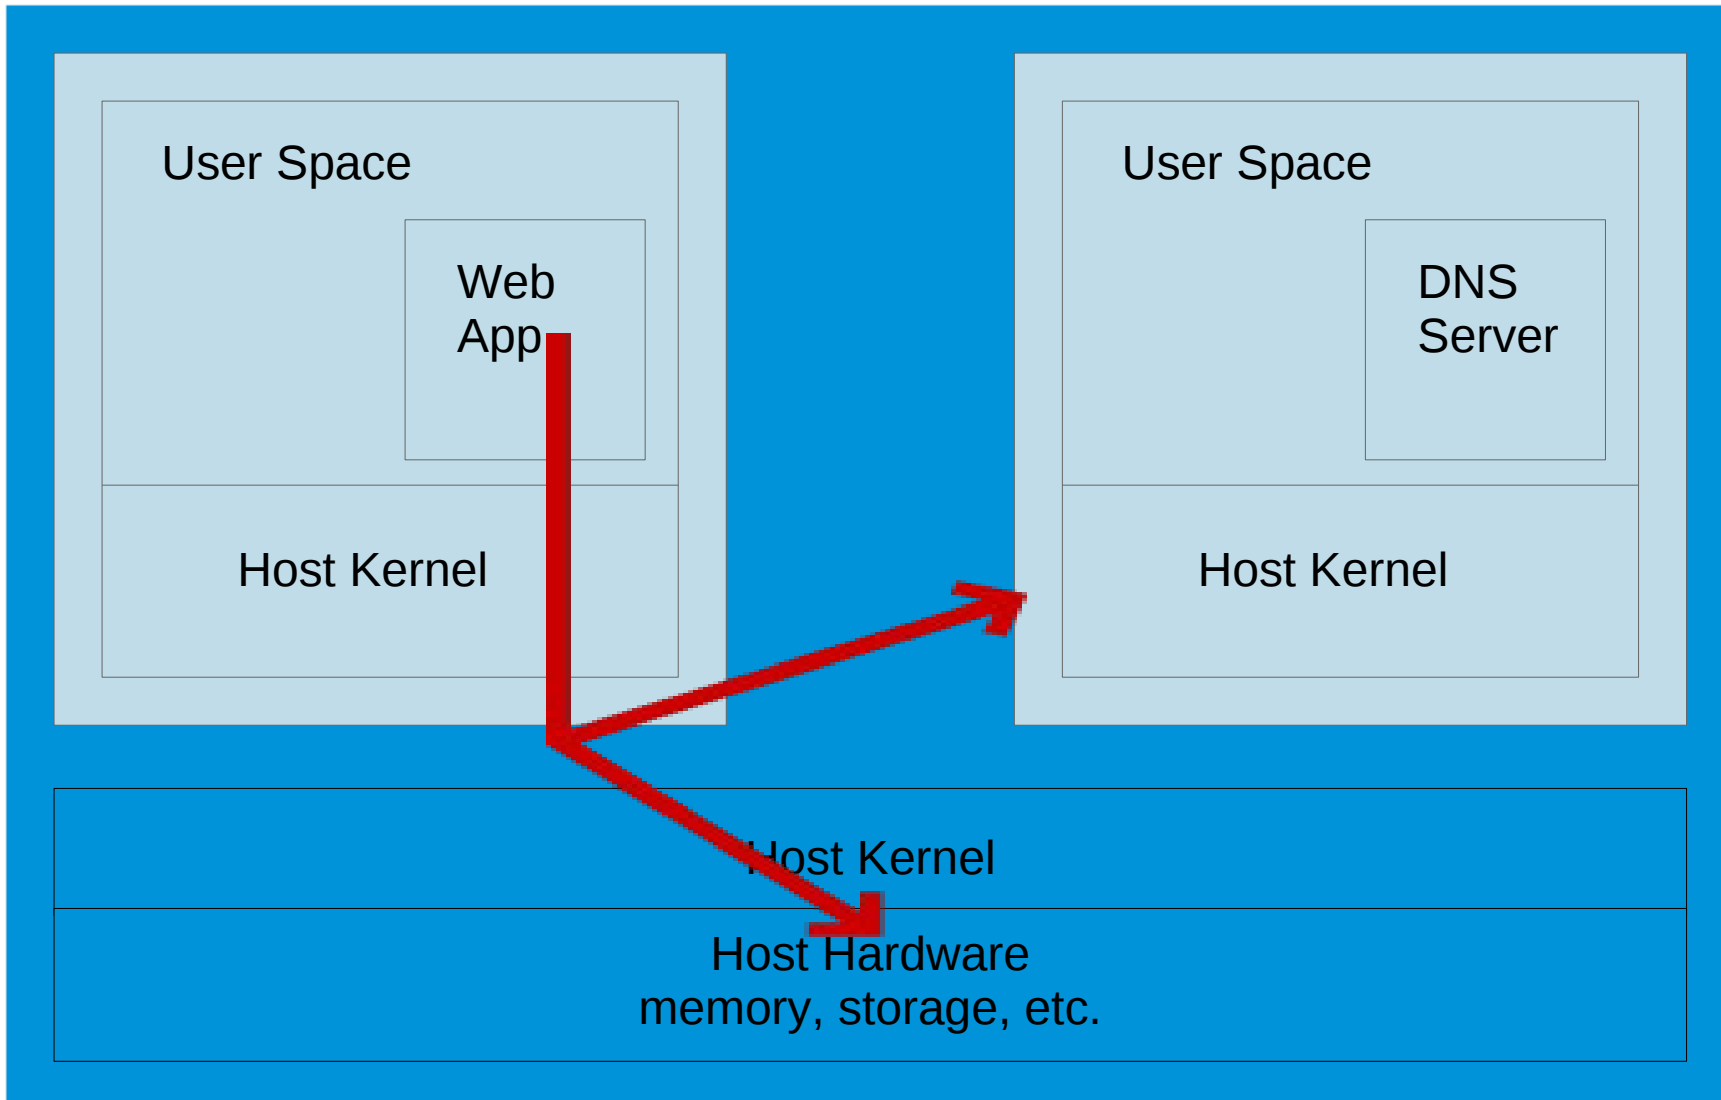 User Space
Web
App
Host Kernel
User Space
DNS
Server
Host Kernel
Host Kernel
Host Hardware
memory, storage, etc.